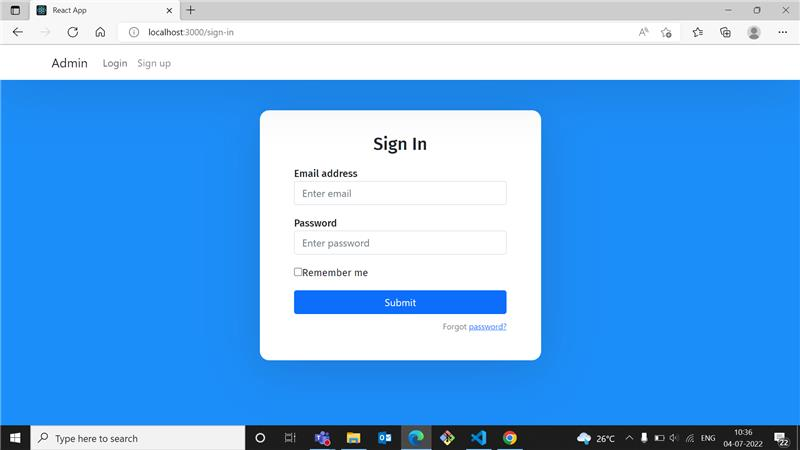 React App
localhost:3000/sign-in
Admin Login Sign up
Sign In
Email address
Enter email
Password
Enter password
Remember me
Submit
Forgot password?
Type here to search
26°C
ENG
10:36
04-07-2022
22